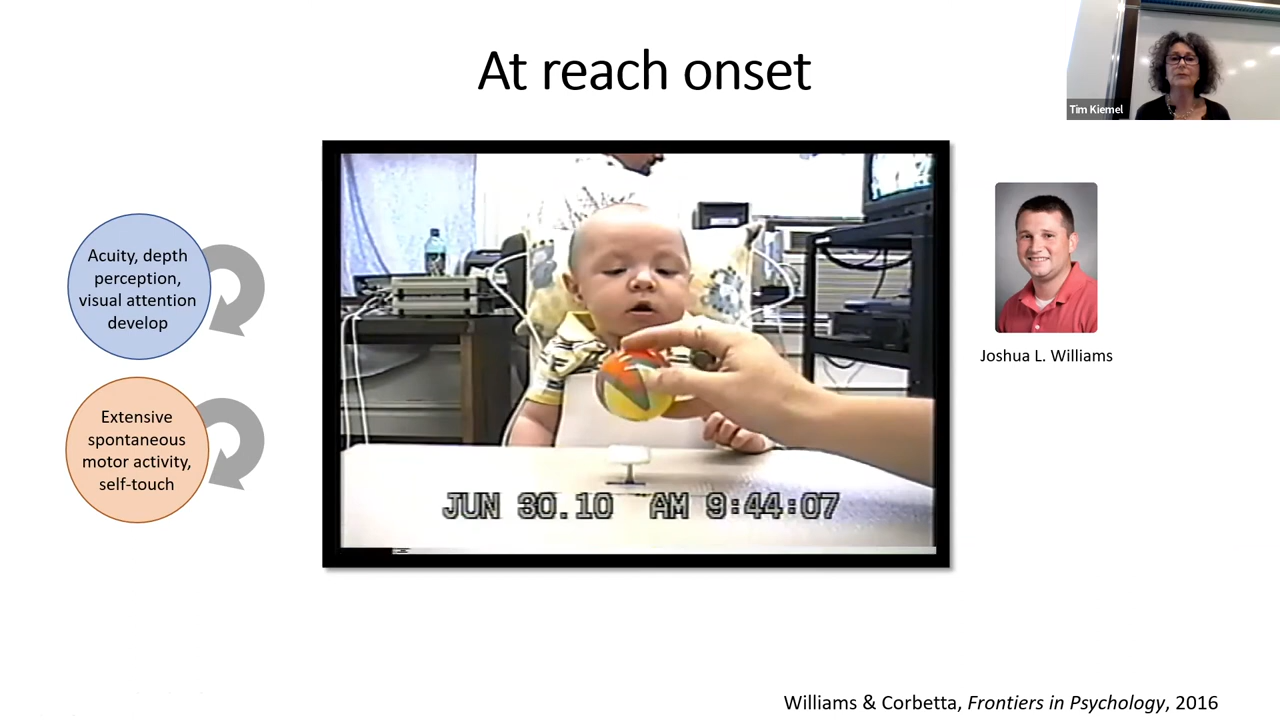 At reach onset
Tim Kiemel
Acuity, depth
perception,
visual attention
develop
Extensive
spontaneous
motor activity,
self-touch
JUN 30.10 AM 9:44:07
Joshua L. Williams
Williams & Corbetta, Frontiers in Psychology, 2016